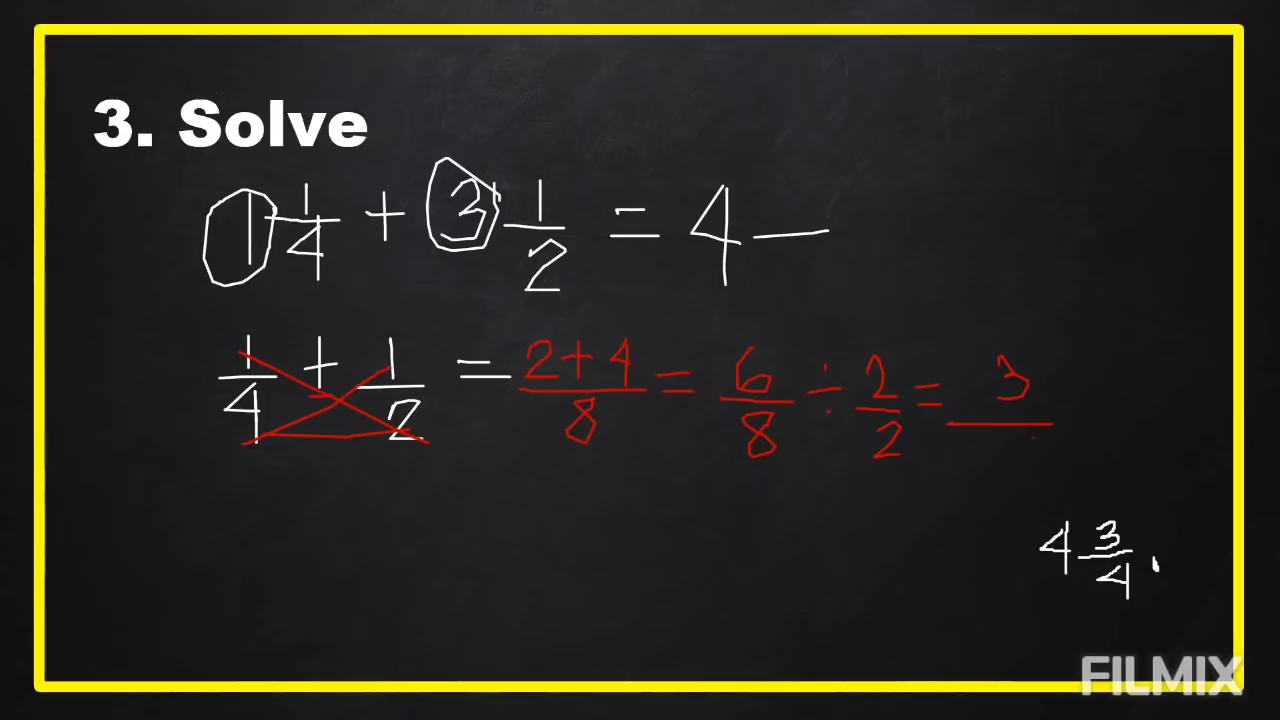 3. Solve
1 1/4 + 3 1/2 = 4 —
1/4 + 1/2 = 2+4/8 = 6/8 ÷ 2/2 = 3/
4 3/4 .
FILMIX